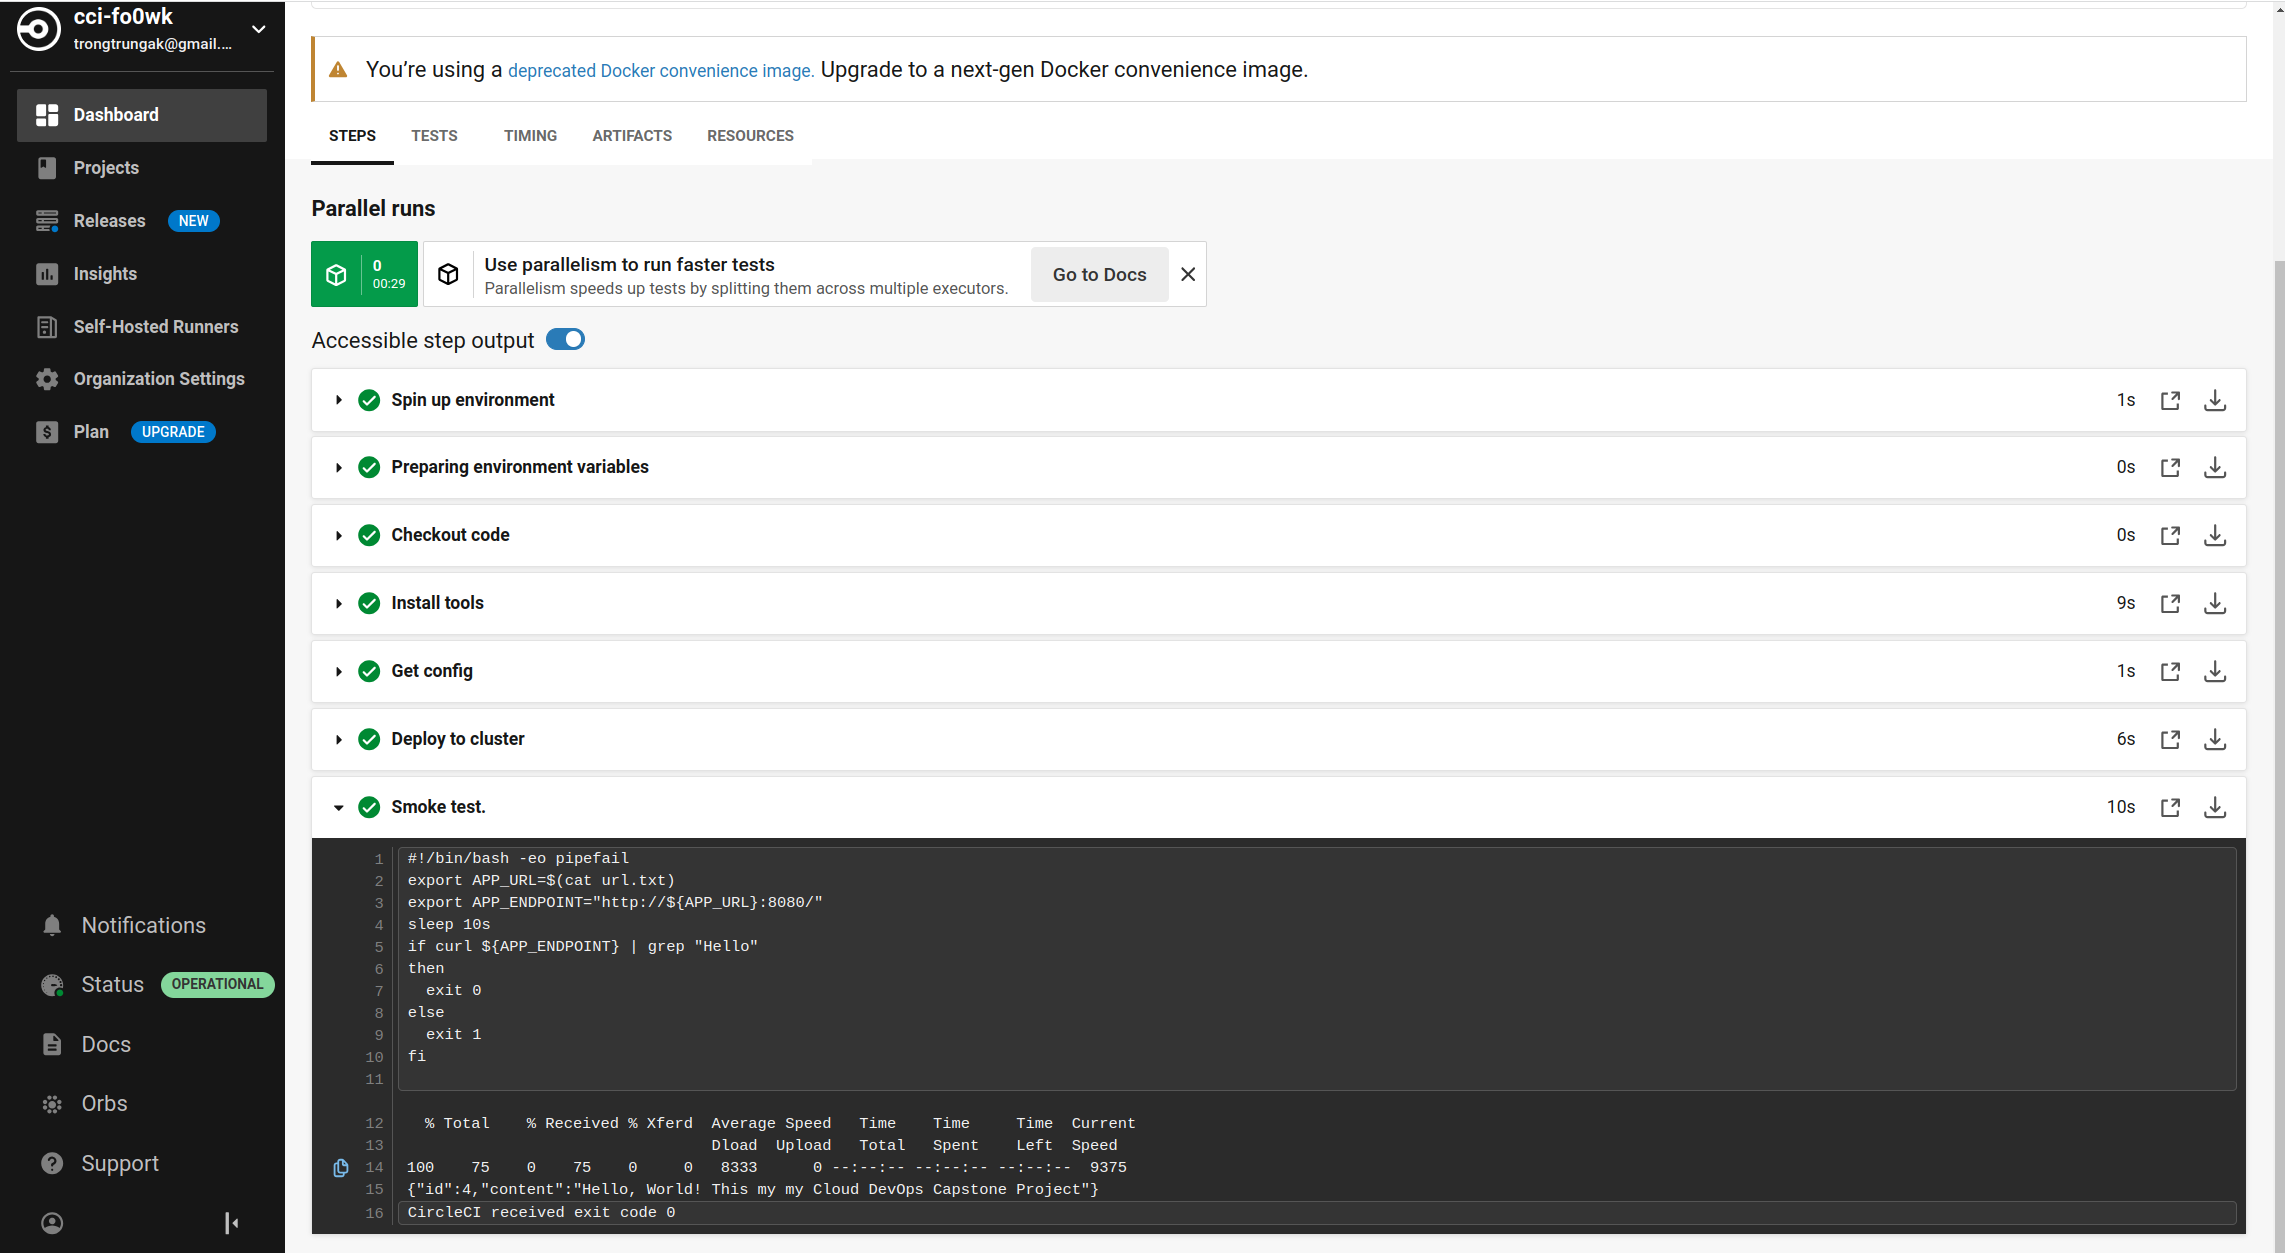 cci-fo0wk
trongtrungak@gmail....
Dashboard
Projects
Releases NEW
Insights
Self-Hosted Runners
Organization Settings
Plan UPGRADE
Notifications
Status OPERATIONAL
Docs
Orbs
Support
You’re using a deprecated Docker convenience image. Upgrade to a next-gen Docker convenience image.
STEPS TESTS TIMING ARTIFACTS RESOURCES
Parallel runs
0
00:29
Use parallelism to run faster tests
Parallelism speeds up tests by splitting them across multiple executors.
Go to Docs
Accessible step output
Spin up environment 1s
Preparing environment variables 0s
Checkout code 0s
Install tools 9s
Get config 1s
Deploy to cluster 6s
Smoke test. 10s
1 #!/bin/bash -eo pipefail
2 export APP_URL=$(cat url.txt)
3 export APP_ENDPOINT="http://${APP_URL}:8080/"
4 sleep 10s
5 if curl ${APP_ENDPOINT} | grep "Hello"
6 then
7   exit 0
8 else
9   exit 1
10 fi
11
12   % Total    % Received % Xferd  Average Speed   Time    Time     Time  Current
13                                  Dload  Upload   Total   Spent    Left  Speed
14 100    75    0    75    0     0   8333      0 --:--:-- --:--:-- --:--:--  9375
15 {"id":4,"content":"Hello, World! This my my Cloud DevOps Capstone Project"}
16 CircleCI received exit code 0